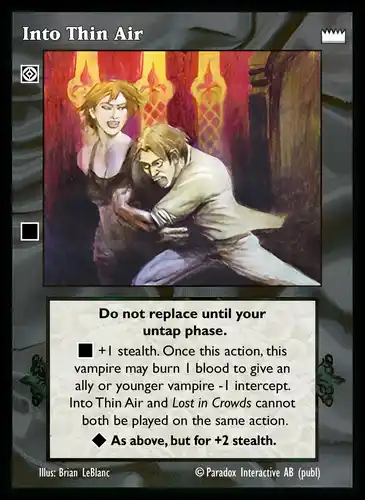 Into Thin Air
Do not replace until your
untap phase.
+1 stealth. Once this action, this
vampire may burn 1 blood to give an
ally or younger vampire -1 intercept.
Into Thin Air and Lost in Crowds cannot
both be played on the same action.
As above, but for +2 stealth.
Illus: Brian LeBlanc © Paradox Interactive AB (publ)